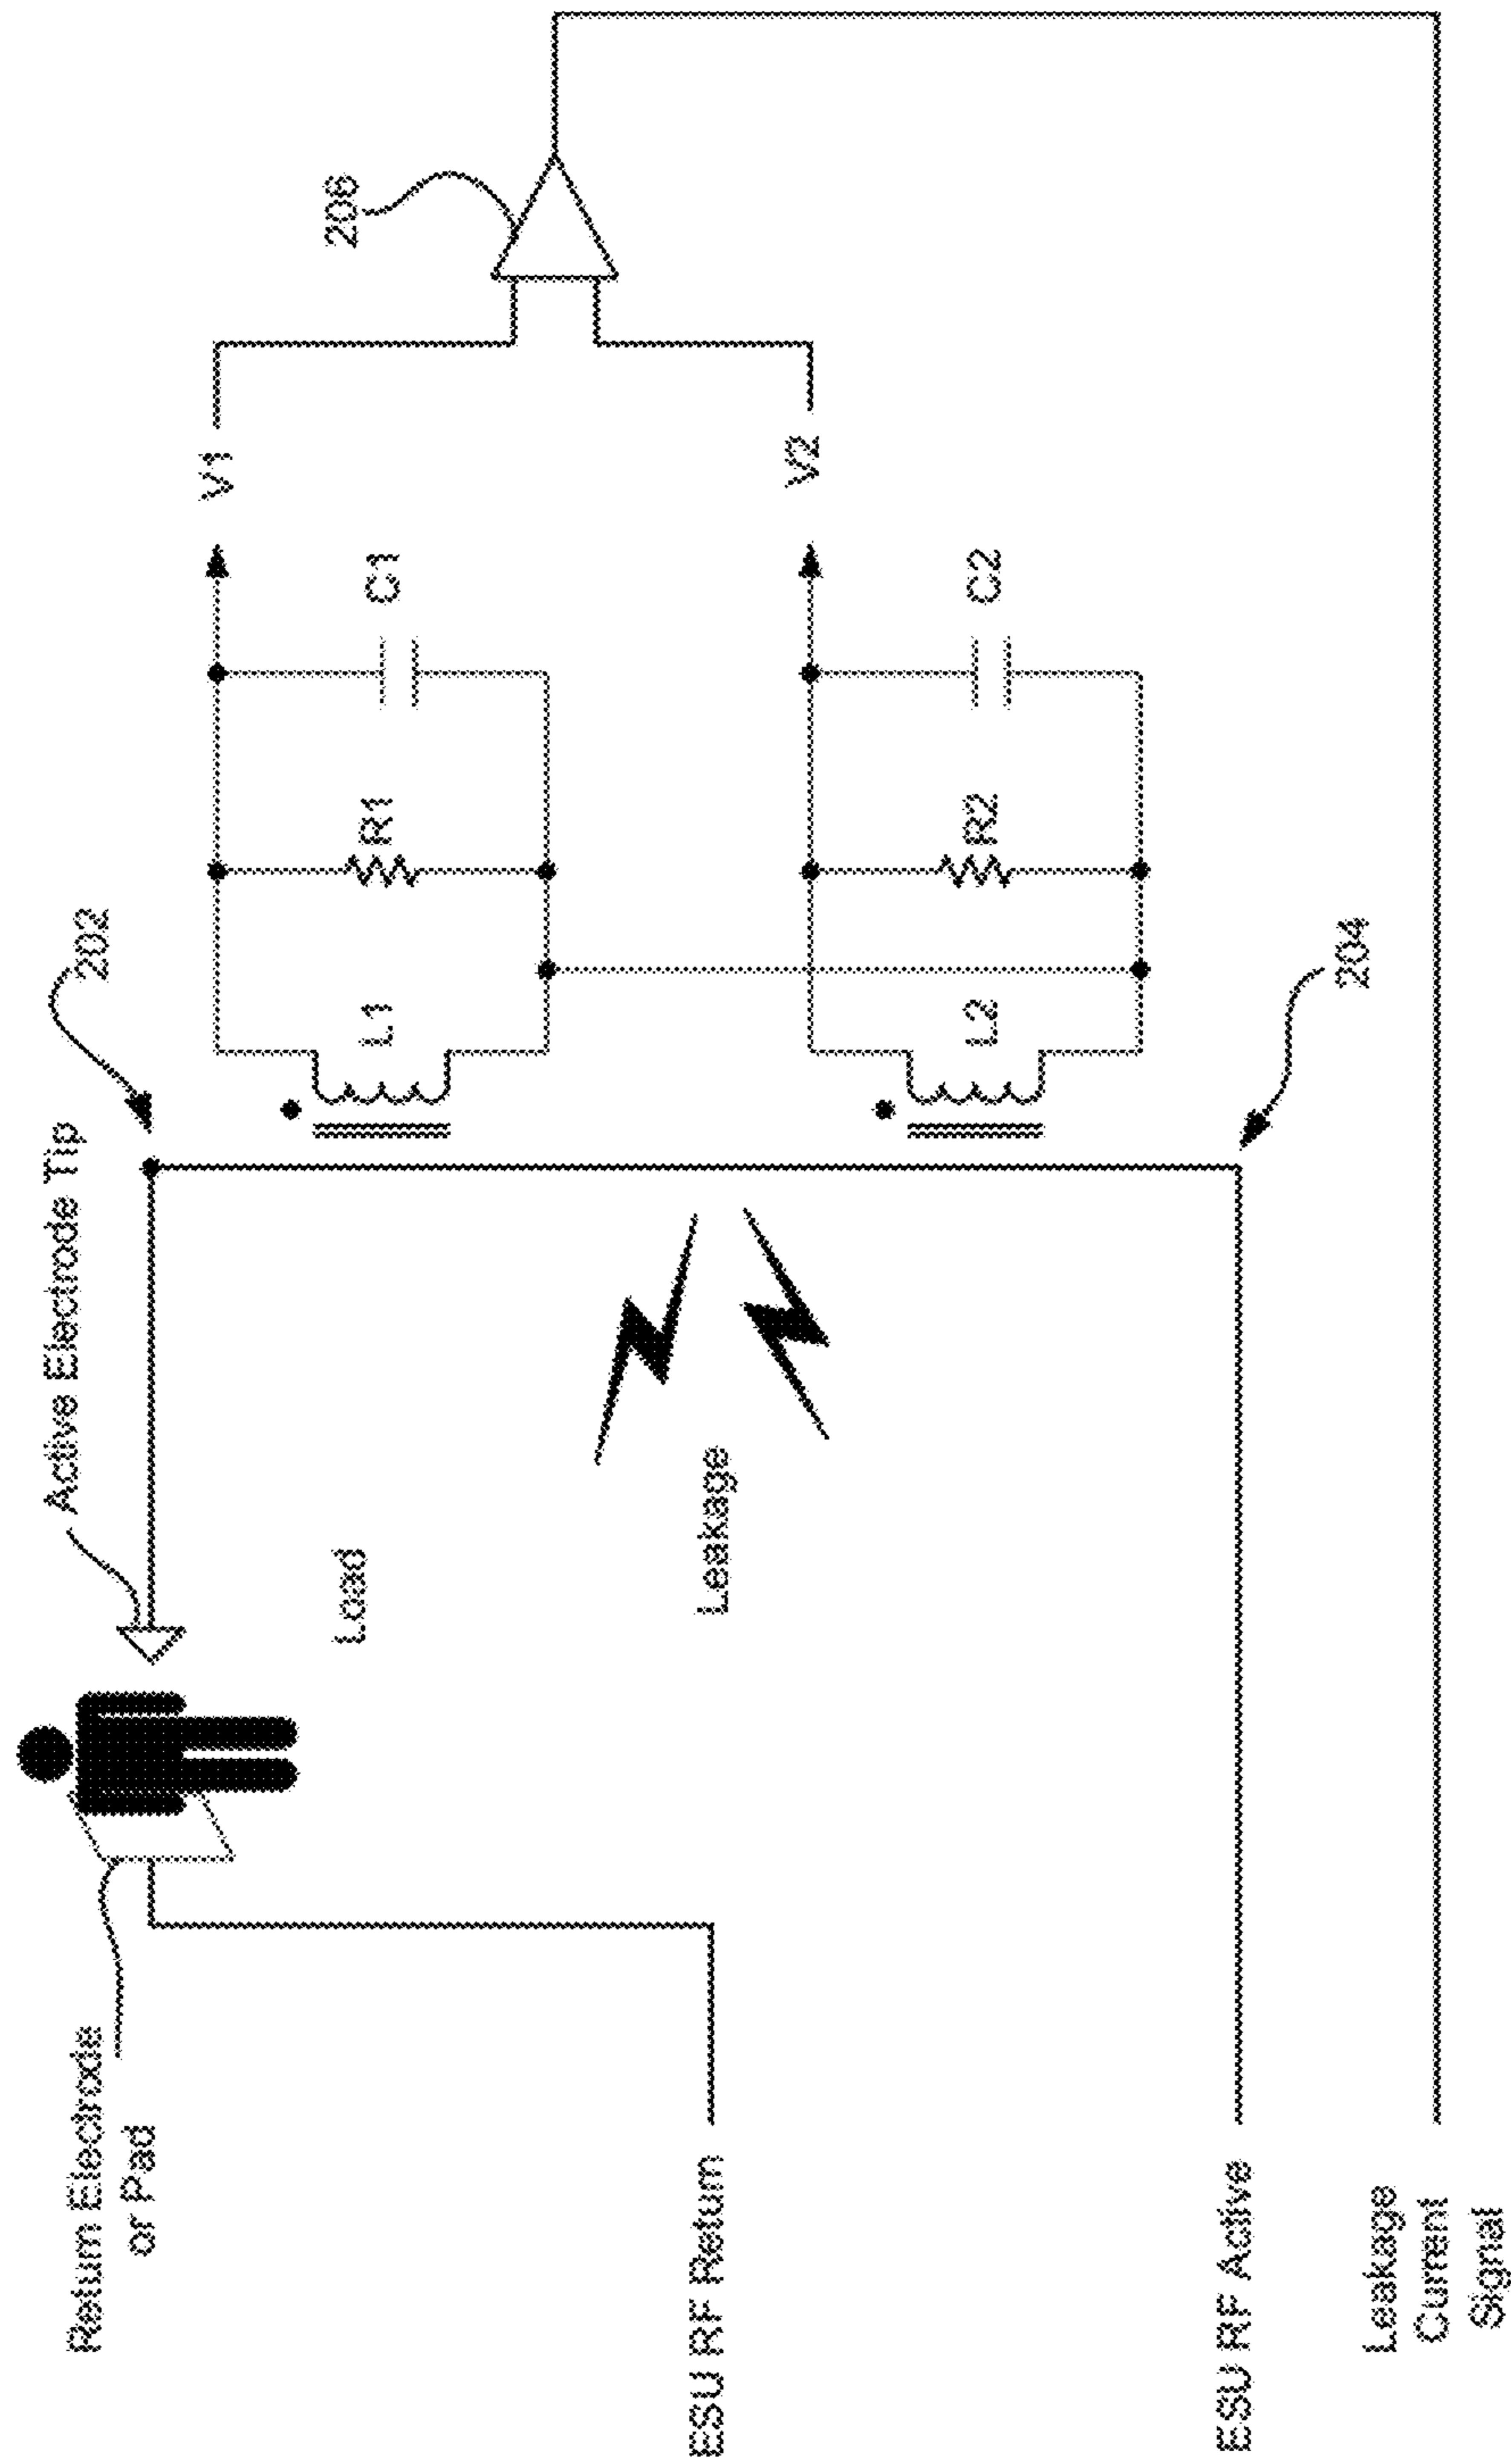 Return Electrode
or Pad
Active Electrode Tip
202
Load
Leakage
L1
R1
C1
V1
206
L2
R2
C2
V2
204
ESU RF Return
ESU RF Active
Leakage
Current
Signal